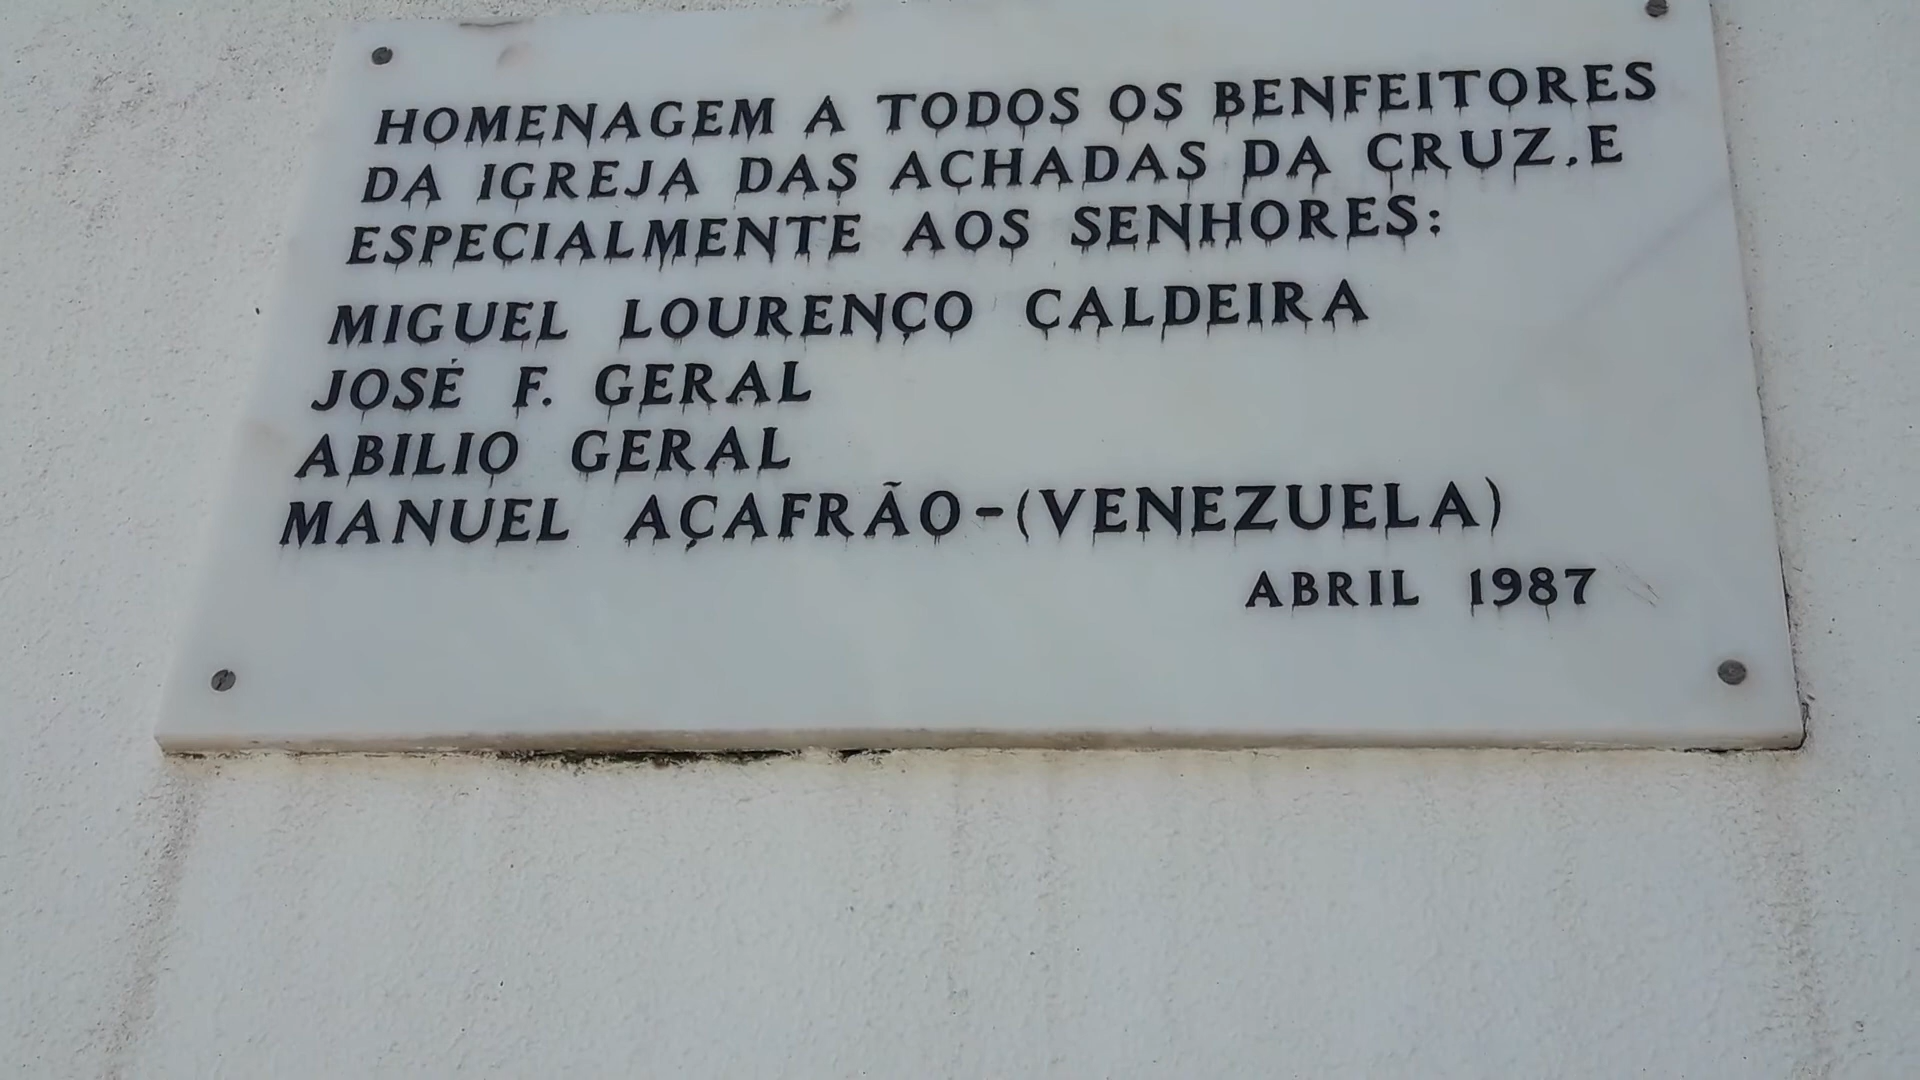 HOMENAGEM A TODOS OS BENFEITORES
DA IGREJA DAS ACHADAS DA CRUZ.E
ESPECIALMENTE AOS SENHORES:
MIGUEL LOURENÇO CALDEIRA
JOSÉ F. GERAL
ABILIO GERAL
MANUEL AÇAFRÃO-(VENEZUELA)
ABRIL 1987